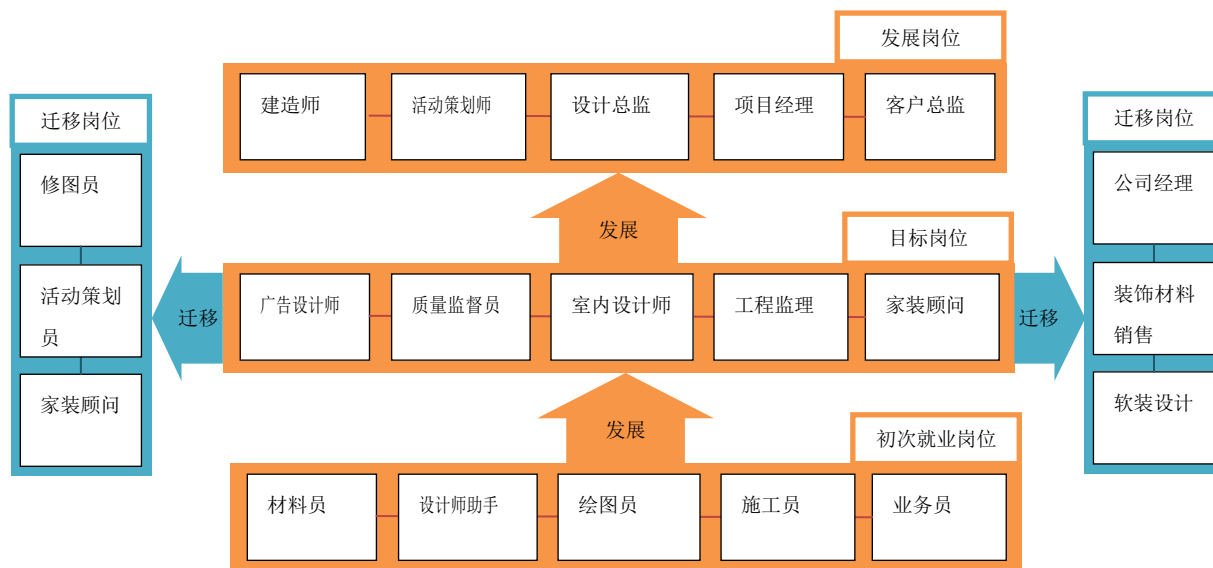 发展岗位
建造师
活动策划师
设计总监
项目经理
客户总监
迁移岗位
修图员
活动策划
员
家装顾问
迁移岗位
公司经理
装饰材料
销售
软装设计
发展
目标岗位
迁移
广告设计师
质量监督员
室内设计师
工程监理
家装顾问
迁移
发展
初次就业岗位
材料员
设计师助手
绘图员
施工员
业务员